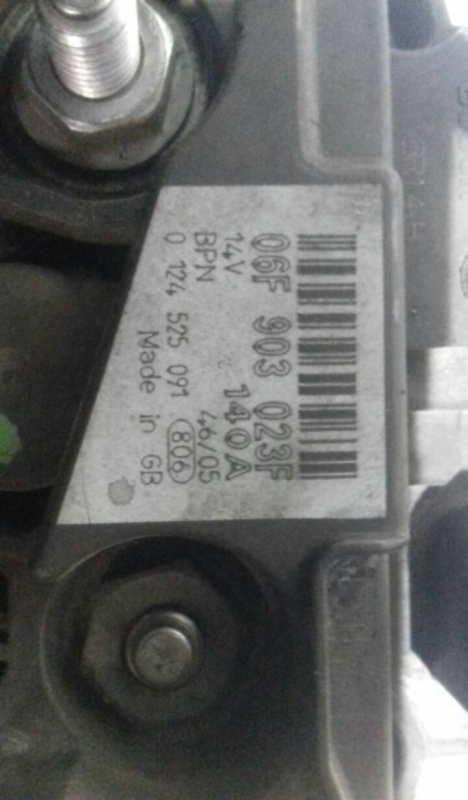 06F 903 023F
14V 140A
BPN 46/05
0 124 525 091 806
Made in GB